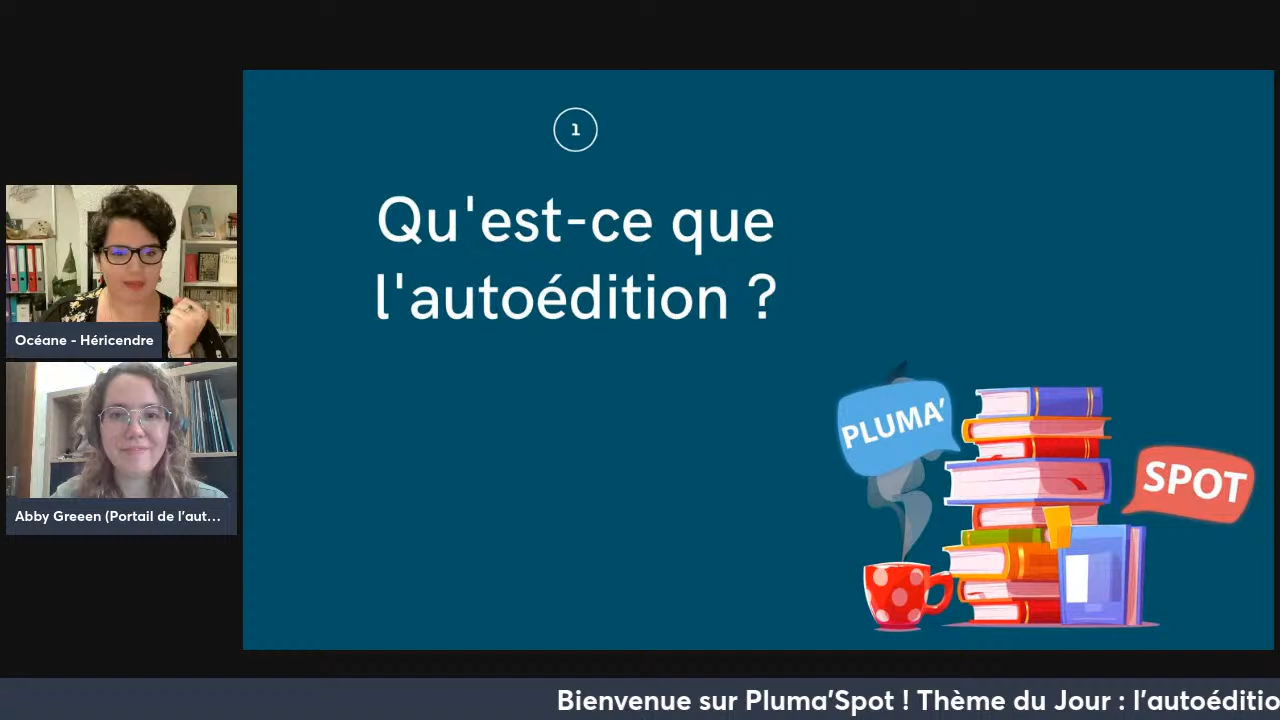 1
Qu'est-ce que
l'autoédition ?
PLUMA'
SPOT
Océane - Héricendre
Abby Greeen (Portail de l'aut...
Bienvenue sur Pluma'Spot ! Thème du Jour : l'autoéditio